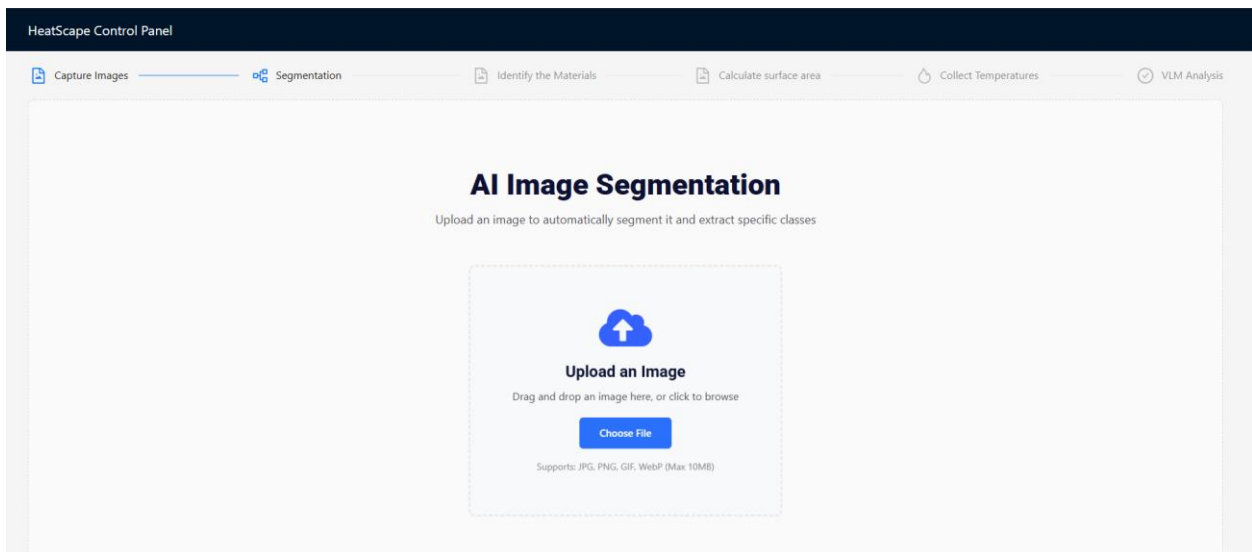 HeatScape Control Panel
Capture Images
Segmentation
Identify the Materials
Calculate surface area
Collect Temperatures
VLM Analysis
AI Image Segmentation
Upload an image to automatically segment it and extract specific classes
Upload an Image
Drag and drop an image here, or click to browse
Choose File
Supports: JPG, PNG, GIF, WebP (Max 10MB)